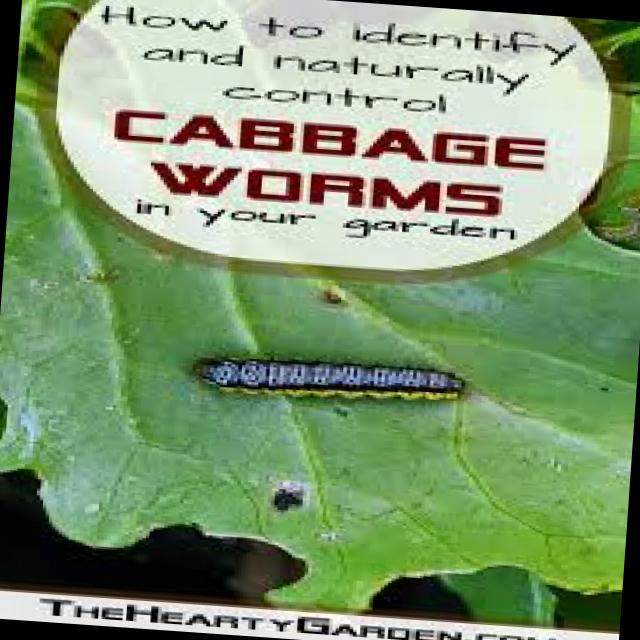 How to identify
and naturally
control
CABBAGE
WORMS
in your garden
THEHEARTYGARDEN.COM